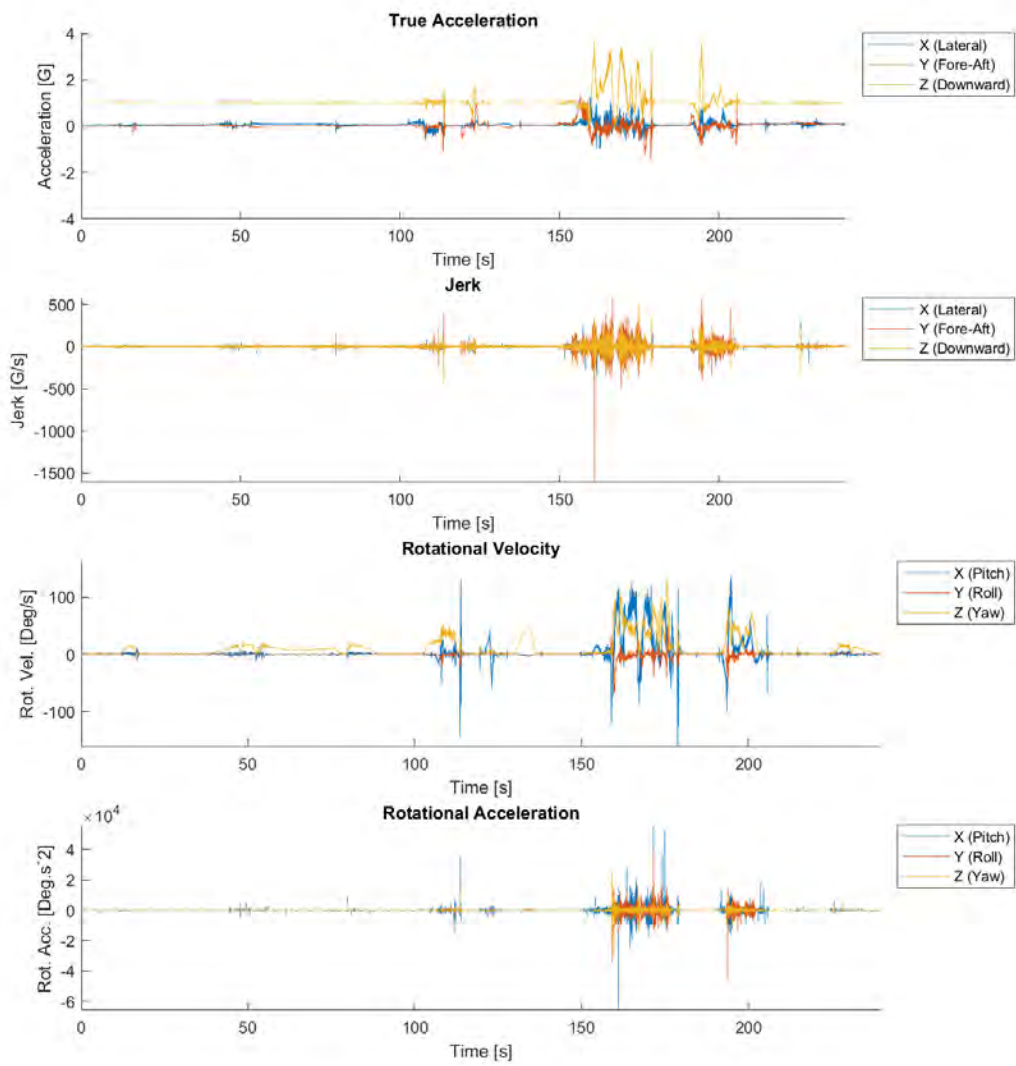 True Acceleration
4
2
0
-2
-4
Acceleration [G]
0
50
100
150
200
Time [s]
X (Lateral)
Y (Fore-Aft)
Z (Downward)
Jerk
500
0
-500
-1000
-1500
Jerk [G/s]
0
50
100
150
200
Time [s]
X (Lateral)
Y (Fore-Aft)
Z (Downward)
Rotational Velocity
100
0
-100
Rot. Vel. [Deg/s]
0
50
100
150
200
Time [s]
X (Pitch)
Y (Roll)
Z (Yaw)
Rotational Acceleration
×10^4
4
2
0
-2
-4
-6
Rot. Acc. [Deg.s^2]
0
50
100
150
200
Time [s]
X (Pitch)
Y (Roll)
Z (Yaw)